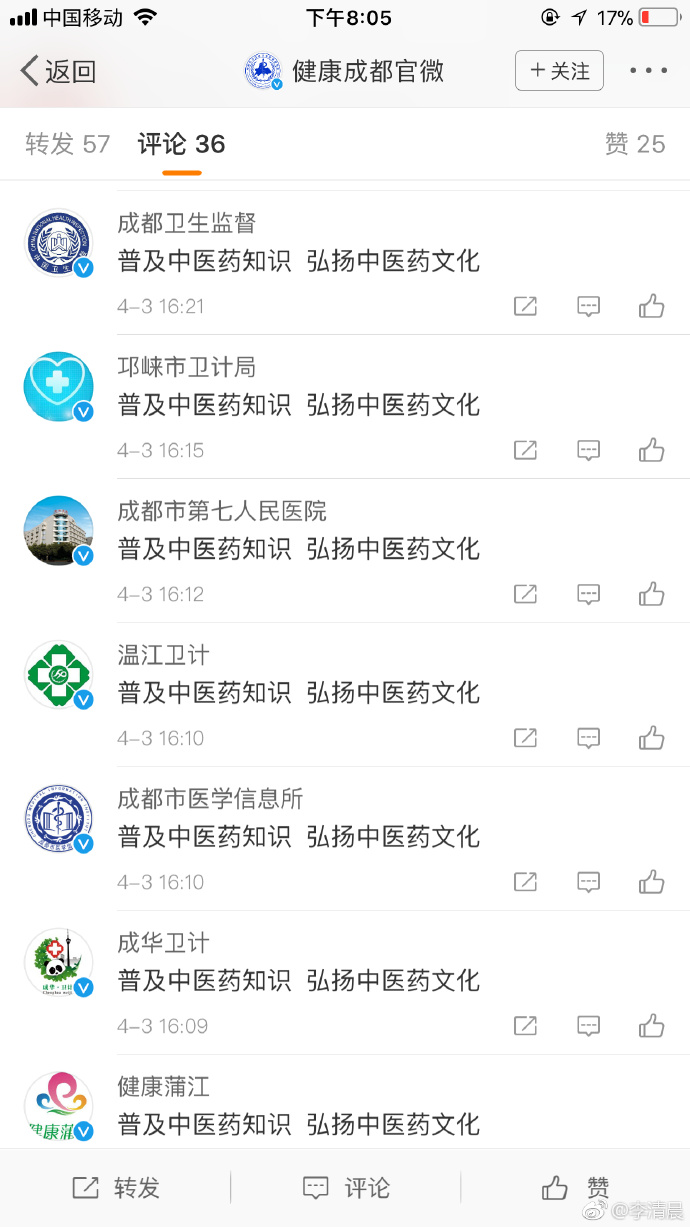 中国移动
下午8:05
17%
返回
健康成都官微
+关注
转发 57
评论 36
赞 25
成都卫生监督
普及中医药知识 弘扬中医药文化
4-3 16:21
邛崃市卫计局
普及中医药知识 弘扬中医药文化
4-3 16:15
成都市第七人民医院
普及中医药知识 弘扬中医药文化
4-3 16:12
温江卫计
普及中医药知识 弘扬中医药文化
4-3 16:10
成都市医学信息所
普及中医药知识 弘扬中医药文化
4-3 16:10
成华卫计
普及中医药知识 弘扬中医药文化
4-3 16:09
成华·卫计
健康蒲江
普及中医药知识 弘扬中医药文化
健康蒲
转发
评论
赞
@李清晨